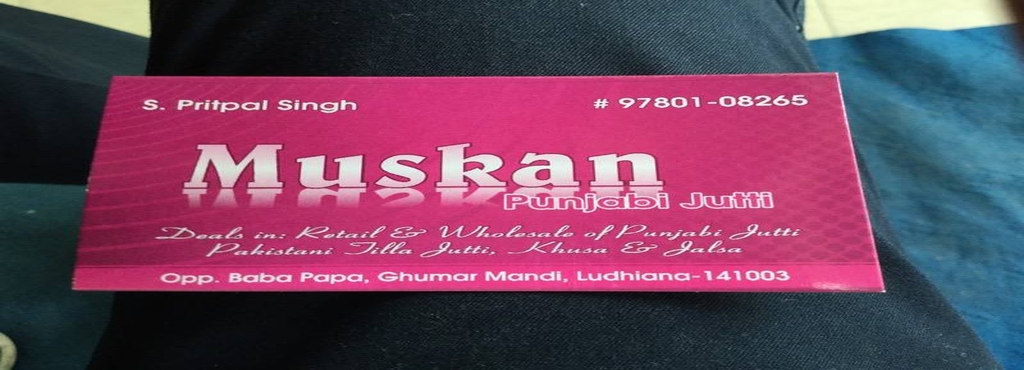 S. Pritpal Singh
# 97801-08265
Muskan
Punjabi Jutti
Deals in: Retail & Wholesale of Punjabi Jutti
Pakistani Tilla Jutti, Khusa & Jalsa
Opp. Baba Papa, Ghumar Mandi, Ludhiana-141003